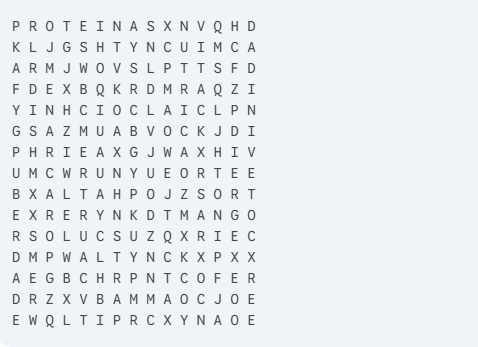 P R O T E I N A S X N V Q H D
K L J G S H T Y N C U I M C A
A R M J W O V S L P T T S F D
F D E X B Q K R D M R A Q Z I
Y I N H C I O C L A I C L P N
G S A Z M U A B V O C K J D I
P H R I E A X G J W A X H I V
U M C W R U N Y U E O R T E E
B X A L T A H P O J Z S O R T
E X R E R Y N K D T M A N G O
R S O L U C S U Z Q X R I E C
D M P W A L T Y N C K X P X X
A E G B C H R P N T C O F E R
D R Z X V B A M M A O C J O E
E W Q L T I P R C X Y N A O E